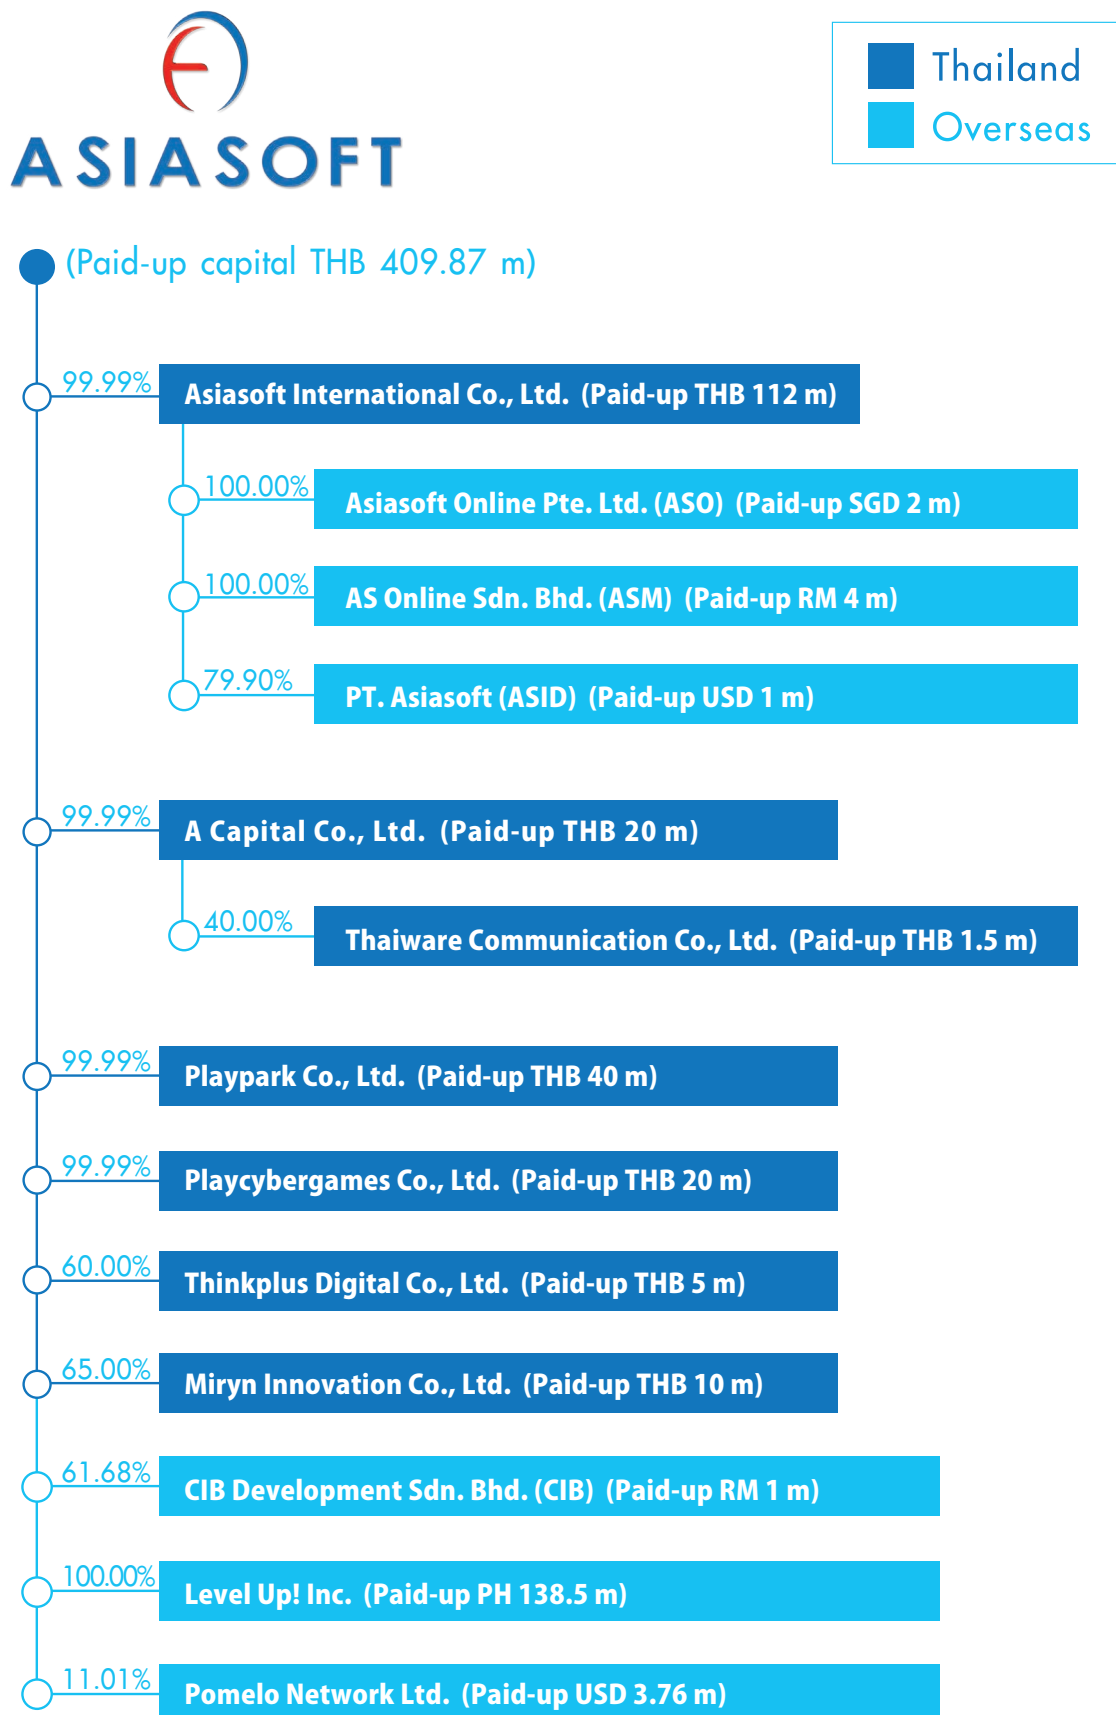 ASIASOFT
Thailand
Overseas
(Paid-up capital THB 409.87 m)
99.99%
Asiasoft International Co., Ltd. (Paid-up THB 112 m)
100.00%
Asiasoft Online Pte. Ltd. (ASO) (Paid-up SGD 2 m)
100.00%
AS Online Sdn. Bhd. (ASM) (Paid-up RM 4 m)
79.90%
PT. Asiasoft (ASID) (Paid-up USD 1 m)
99.99%
A Capital Co., Ltd. (Paid-up THB 20 m)
40.00%
Thaiware Communication Co., Ltd. (Paid-up THB 1.5 m)
99.99%
Playpark Co., Ltd. (Paid-up THB 40 m)
99.99%
Playcybergames Co., Ltd. (Paid-up THB 20 m)
60.00%
Thinkplus Digital Co., Ltd. (Paid-up THB 5 m)
65.00%
Miryn Innovation Co., Ltd. (Paid-up THB 10 m)
61.68%
CIB Development Sdn. Bhd. (CIB) (Paid-up RM 1 m)
100.00%
Level Up! Inc. (Paid-up PH 138.5 m)
11.01%
Pomelo Network Ltd. (Paid-up USD 3.76 m)